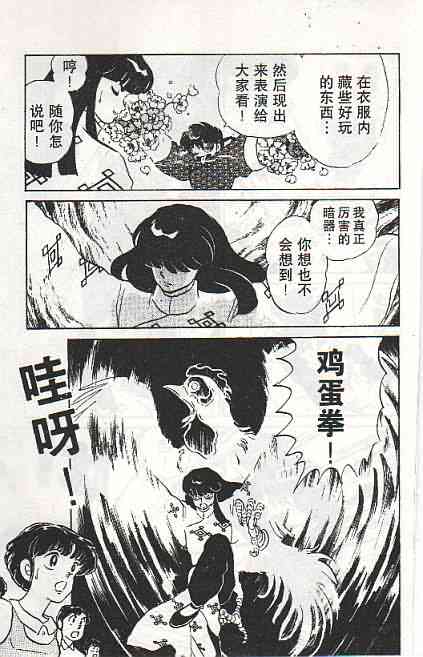 在衣服内
藏些好玩
的东西…
然后现出
来表演给
大家看！
哼！
随你怎
说吧！
我真正
厉害的
暗器…
你想也不
会想到！
鸡蛋拳！
哇呀！